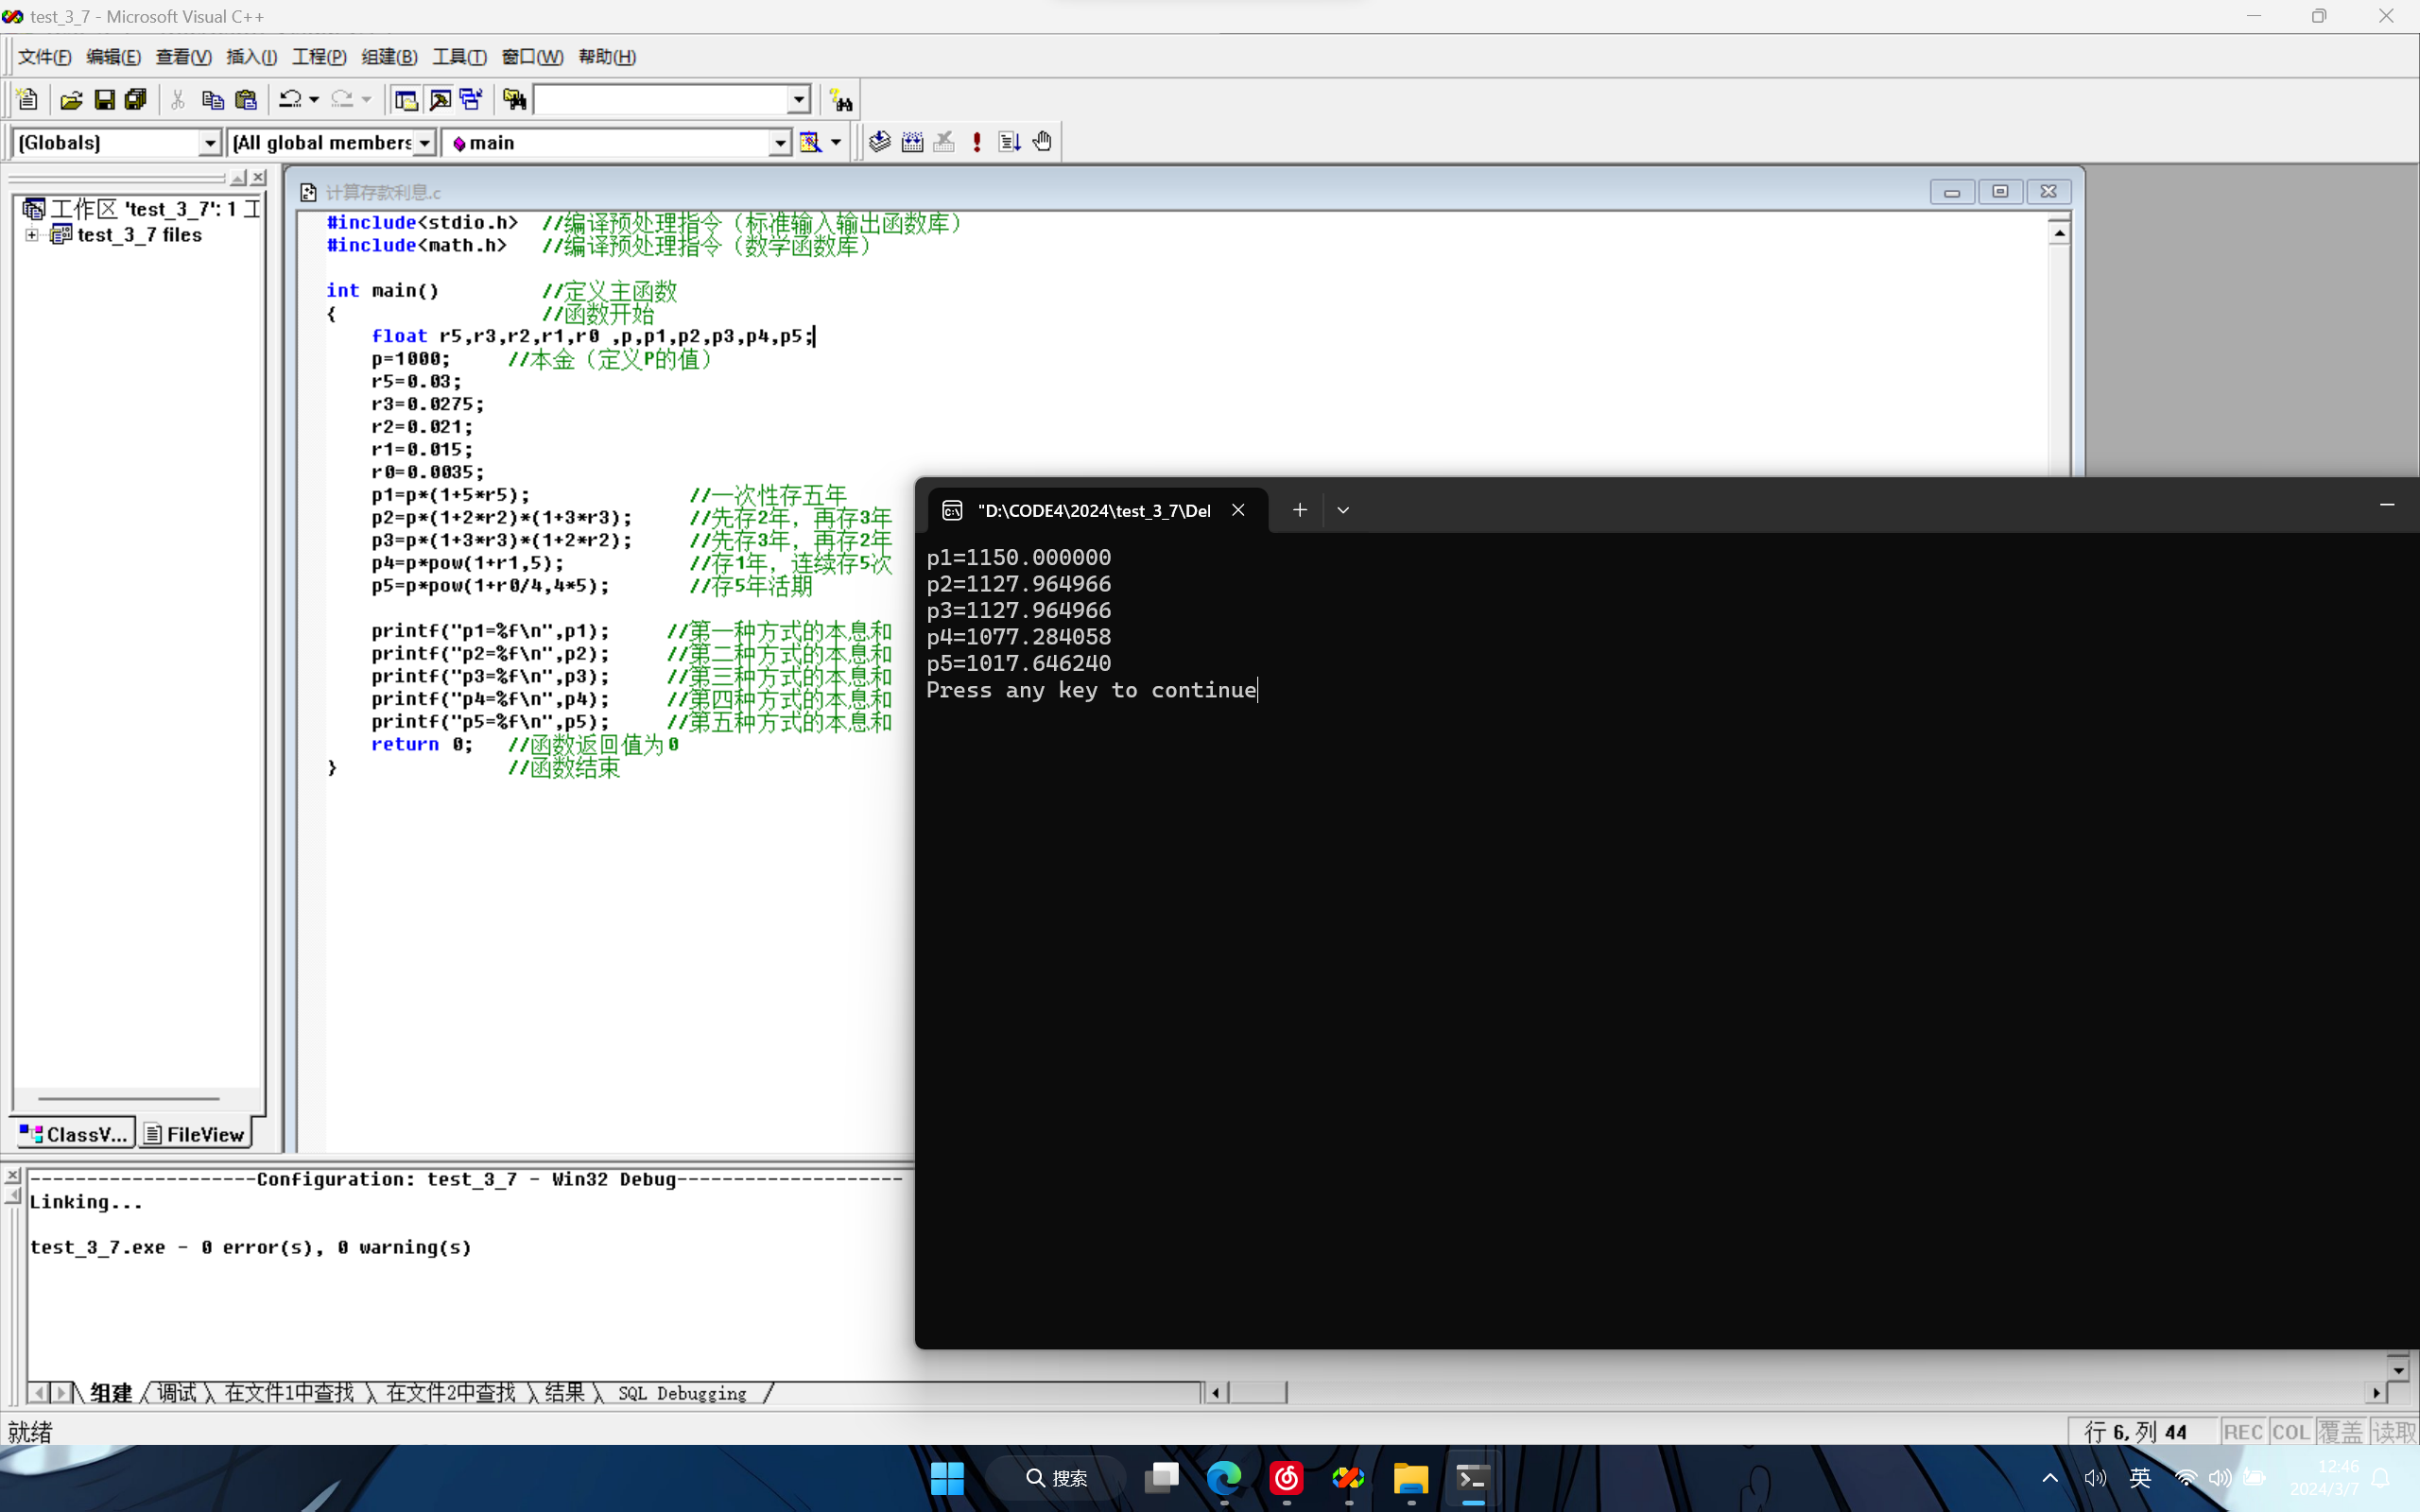 test_3_7 - Microsoft Visual C++
文件(F) 编辑(E) 查看(V) 插入(I) 工程(P) 组建(B) 工具(T) 窗口(W) 帮助(H)
(Globals) (All global members main
工作区 'test_3_7': 1 工
test_3_7 files
ClassV... FileView
计算存款利息.c
#include<stdio.h> //编译预处理指令（标准输入输出函数库）
#include<math.h> //编译预处理指令（数学函数库）
int main() //定义主函数
{ //函数开始
float r5,r3,r2,r1,r0 ,p,p1,p2,p3,p4,p5;
p=1000; //本金（定义P的值）
r5=0.03;
r3=0.0275;
r2=0.021;
r1=0.015;
r0=0.0035;
p1=p*(1+5*r5); //一次性存五年
p2=p*(1+2*r2)*(1+3*r3); //先存2年，再存3年
p3=p*(1+3*r3)*(1+2*r2); //先存3年，再存2年
p4=p*pow(1+r1,5); //存1年，连续存5次
p5=p*pow(1+r0/4,4*5); //存5年活期
printf("p1=%f\n",p1); //第一种方式的本息和
printf("p2=%f\n",p2); //第二种方式的本息和
printf("p3=%f\n",p3); //第三种方式的本息和
printf("p4=%f\n",p4); //第四种方式的本息和
printf("p5=%f\n",p5); //第五种方式的本息和
return 0; //函数返回值为0
} //函数结束
"D:\CODE4\2024\test_3_7\Del
p1=1150.000000
p2=1127.964966
p3=1127.964966
p4=1077.284058
p5=1017.646240
Press any key to continue
--------------------Configuration: test_3_7 - Win32 Debug--------------------
Linking...
test_3_7.exe - 0 error(s), 0 warning(s)
组建 调试 在文件1中查找 在文件2中查找 结果 SQL Debugging
就绪
行 6, 列 44 REC COL 覆盖 读取
搜索
英
12:46
2024/3/7